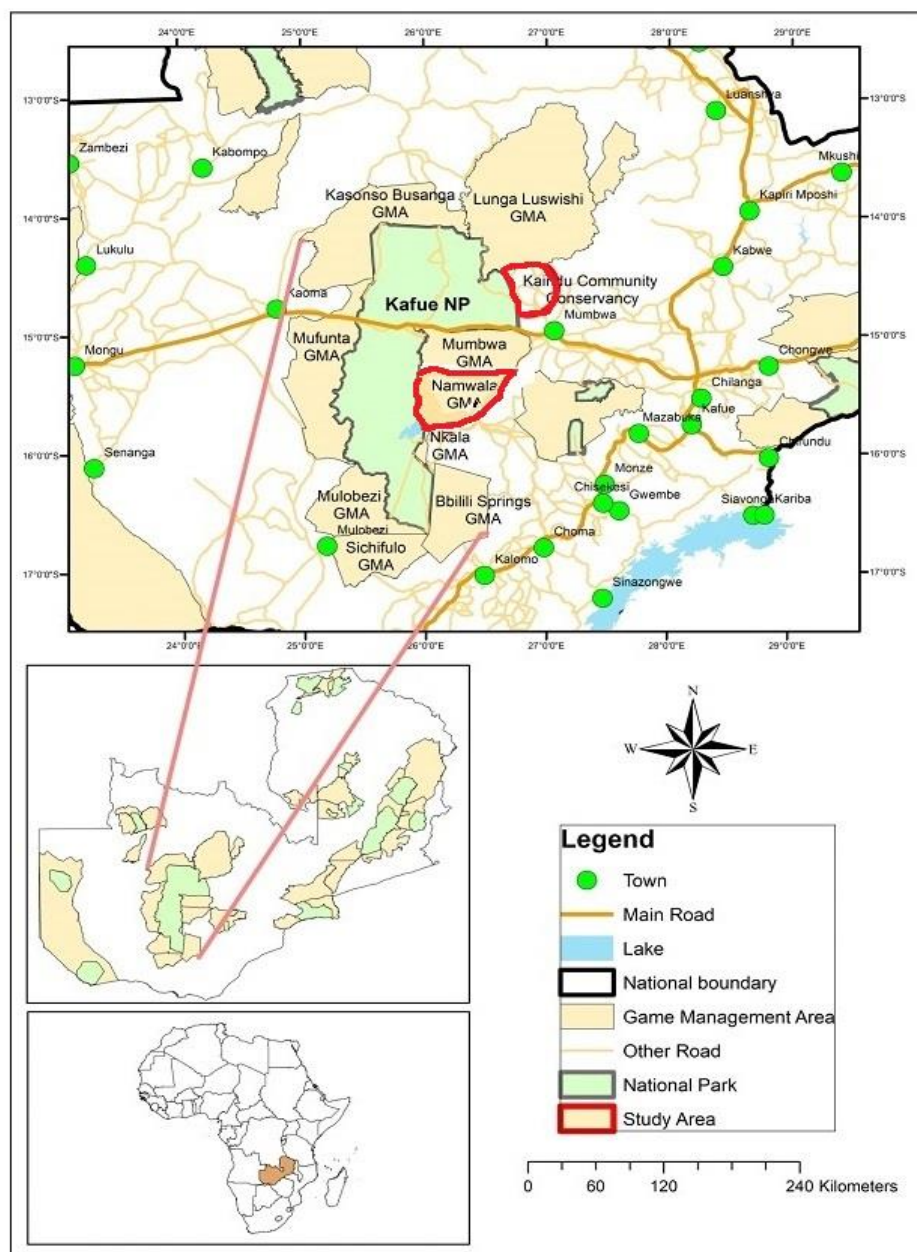 24°0'0"E
25°0'0"E
26°0'0"E
27°0'0"E
28°0'0"E
29°0'0"E
13°0'0"S
13°0'0"S
Luanshya
Zambezi
Kabompo
Mkushi
Kasonso Busanga
GMA
Lunga Luswishi
GMA
Kapiri Mposhi
14°0'0"S
14°0'0"S
Lukulu
Kabwe
Kaindu Community
Conservancy
Kaoma
Kafue NP
Mumbwa
15°0'0"S
15°0'0"S
Mufunta
GMA
Mumbwa
GMA
Mongu
Chongwe
Namwala
GMA
Chilanga
Kafue
Mazabuka
Nkala
GMA
Senanga
Chirundu
16°0'0"S
16°0'0"S
Monze
Mulobezi
GMA
Bbilili Springs
GMA
Chisekesi
Gwembe
Siavonga
Kariba
Mulobezi
Sichifulo
GMA
Choma
Kalomo
17°0'0"S
17°0'0"S
Sinazongwe
24°0'0"E
25°0'0"E
26°0'0"E
27°0'0"E
28°0'0"E
29°0'0"E
N
W
E
S
Legend
Town
Main Road
Lake
National boundary
Game Management Area
Other Road
National Park
Study Area
0 60 120 240 Kilometers